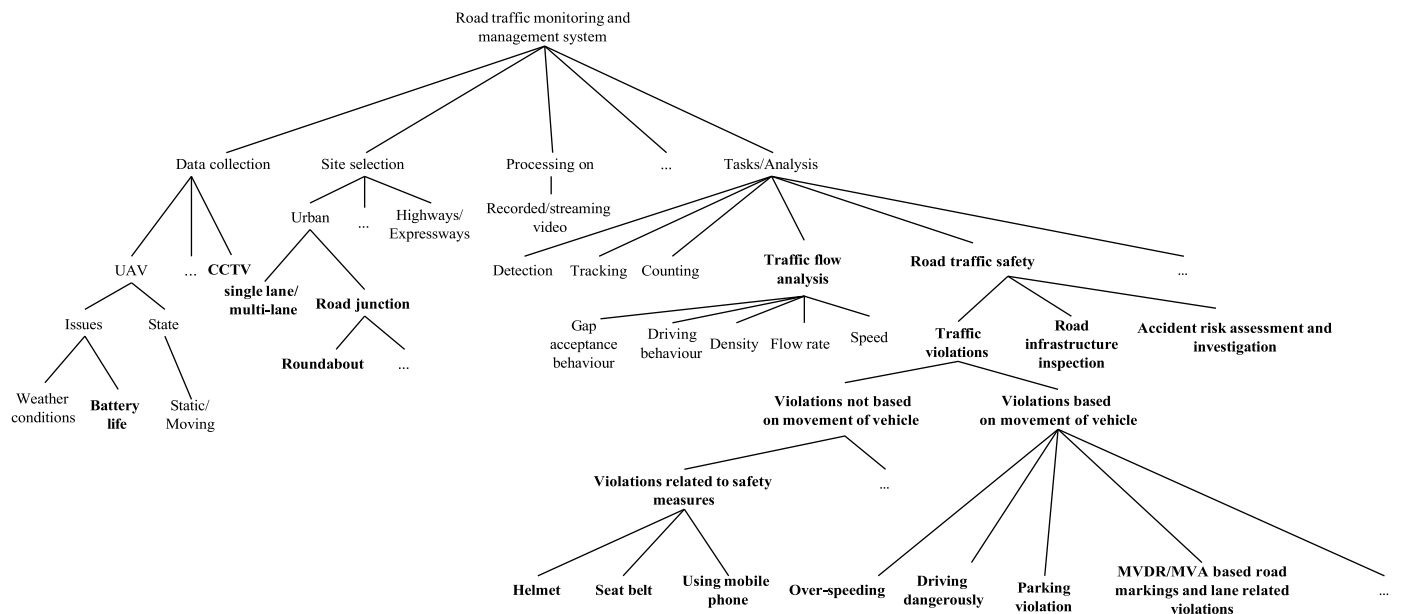 Road traffic monitoring and
management system
Data collection
Site selection
Processing on
...
Tasks/Analysis
Urban
...
Highways/
Expressways
Recorded/streaming
video
UAV
...
CCTV
single lane/
multi-lane
Road junction
Detection
Tracking
Counting
Traffic flow
analysis
Road traffic safety
...
Issues
State
Roundabout
...
Gap
acceptance
behaviour
Driving
behaviour
Density
Flow rate
Speed
Traffic
violations
Road
infrastructure
inspection
Accident risk assessment and
investigation
Weather
conditions
Battery
life
Static/
Moving
Violations not based
on movement of vehicle
Violations based
on movement of vehicle
Violations related to safety
measures
...
Helmet
Seat belt
Using mobile
phone
Over-speeding
Driving
dangerously
Parking
violation
MVDR/MVA based road
markings and lane related
violations
...